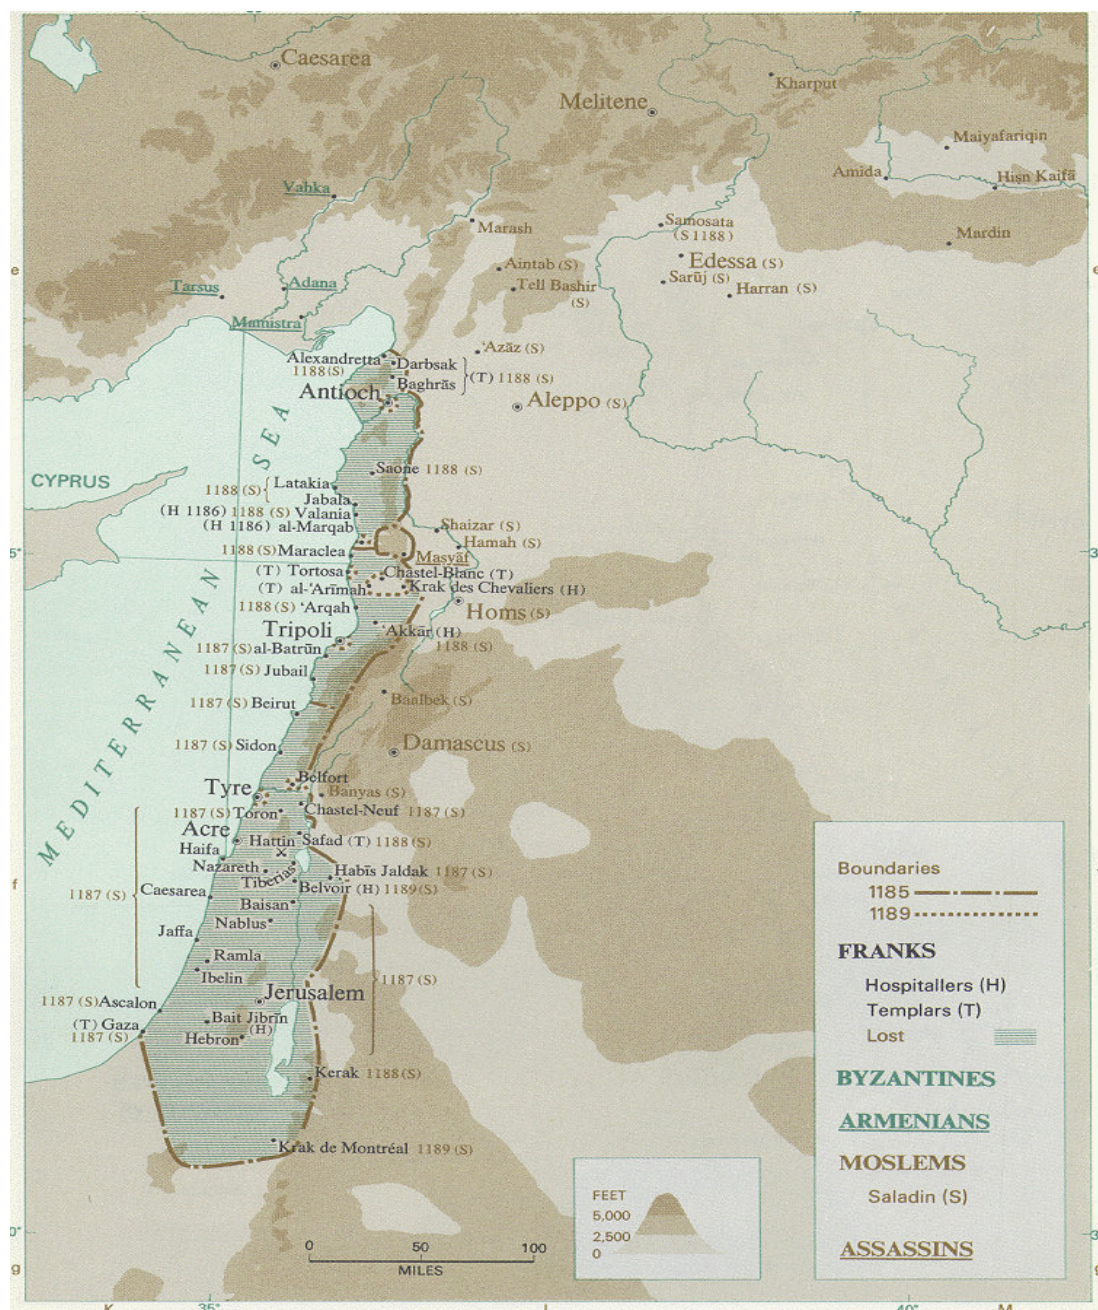 Caesarea
Melitene
Kharput
Maiyafariqin
Amida
Hiṣn Kaifā
Vahka
Marash
Samosata
(S 1188)
Mardin
e
Aintab (S)
Edessa (S)
Tarsus
Adana
Tell Bashir
(S)
Sarūj (S)
Harran (S)
Mamistra
Alexandretta
1188 (S)
Darbsak
Baghrās
(T) 1188 (S)
'Azāz (S)
Antioch
Aleppo (S)
MEDITERRANEAN SEA
CYPRUS
Saone 1188 (S)
1188 (S)
Latakia
Jabala
(H 1186) 1188 (S) Valania
(H 1186) al-Marqab
Shaizar (S)
Hamah (S)
1188 (S) Maraclea
Maṣyāf
(T) Tortosa
Chastel-Blanc (T)
(T) al-'Arīmah
Krak des Chevaliers (H)
1188 (S) 'Arqah
Homs (S)
Tripoli
'Akkār (H)
1188 (S)
1187 (S) al-Batrūn
1187 (S) Jubail
1187 (S) Beirut
Baalbek (S)
1187 (S) Sidon
Damascus (S)
Belfort
Tyre
Banyas (S)
1187 (S) Toron
Chastel-Neuf 1187 (S)
Acre
Hattin
Safad (T) 1188 (S)
Haifa
Nazareth
Tiberias
Habīs Jaldak 1187 (S)
f
1187 (S)
Caesarea
Belvoir (H) 1189 (S)
Baisan
Nablus
Jaffa
Ramla
Ibelin
1187 (S)
Jerusalem
1187 (S) Ascalon
(T) Gaza
1187 (S)
Bait Jibrīn
(H)
Hebron
Kerak 1188 (S)
Krak de Montréal 1189 (S)
Boundaries
1185
1189
FRANKS
Hospitallers (H)
Templars (T)
Lost
BYZANTINES
ARMENIANS
MOSLEMS
Saladin (S)
ASSASSINS
FEET
5,000
2,500
0
0 50 100
MILES
g
35°
40°